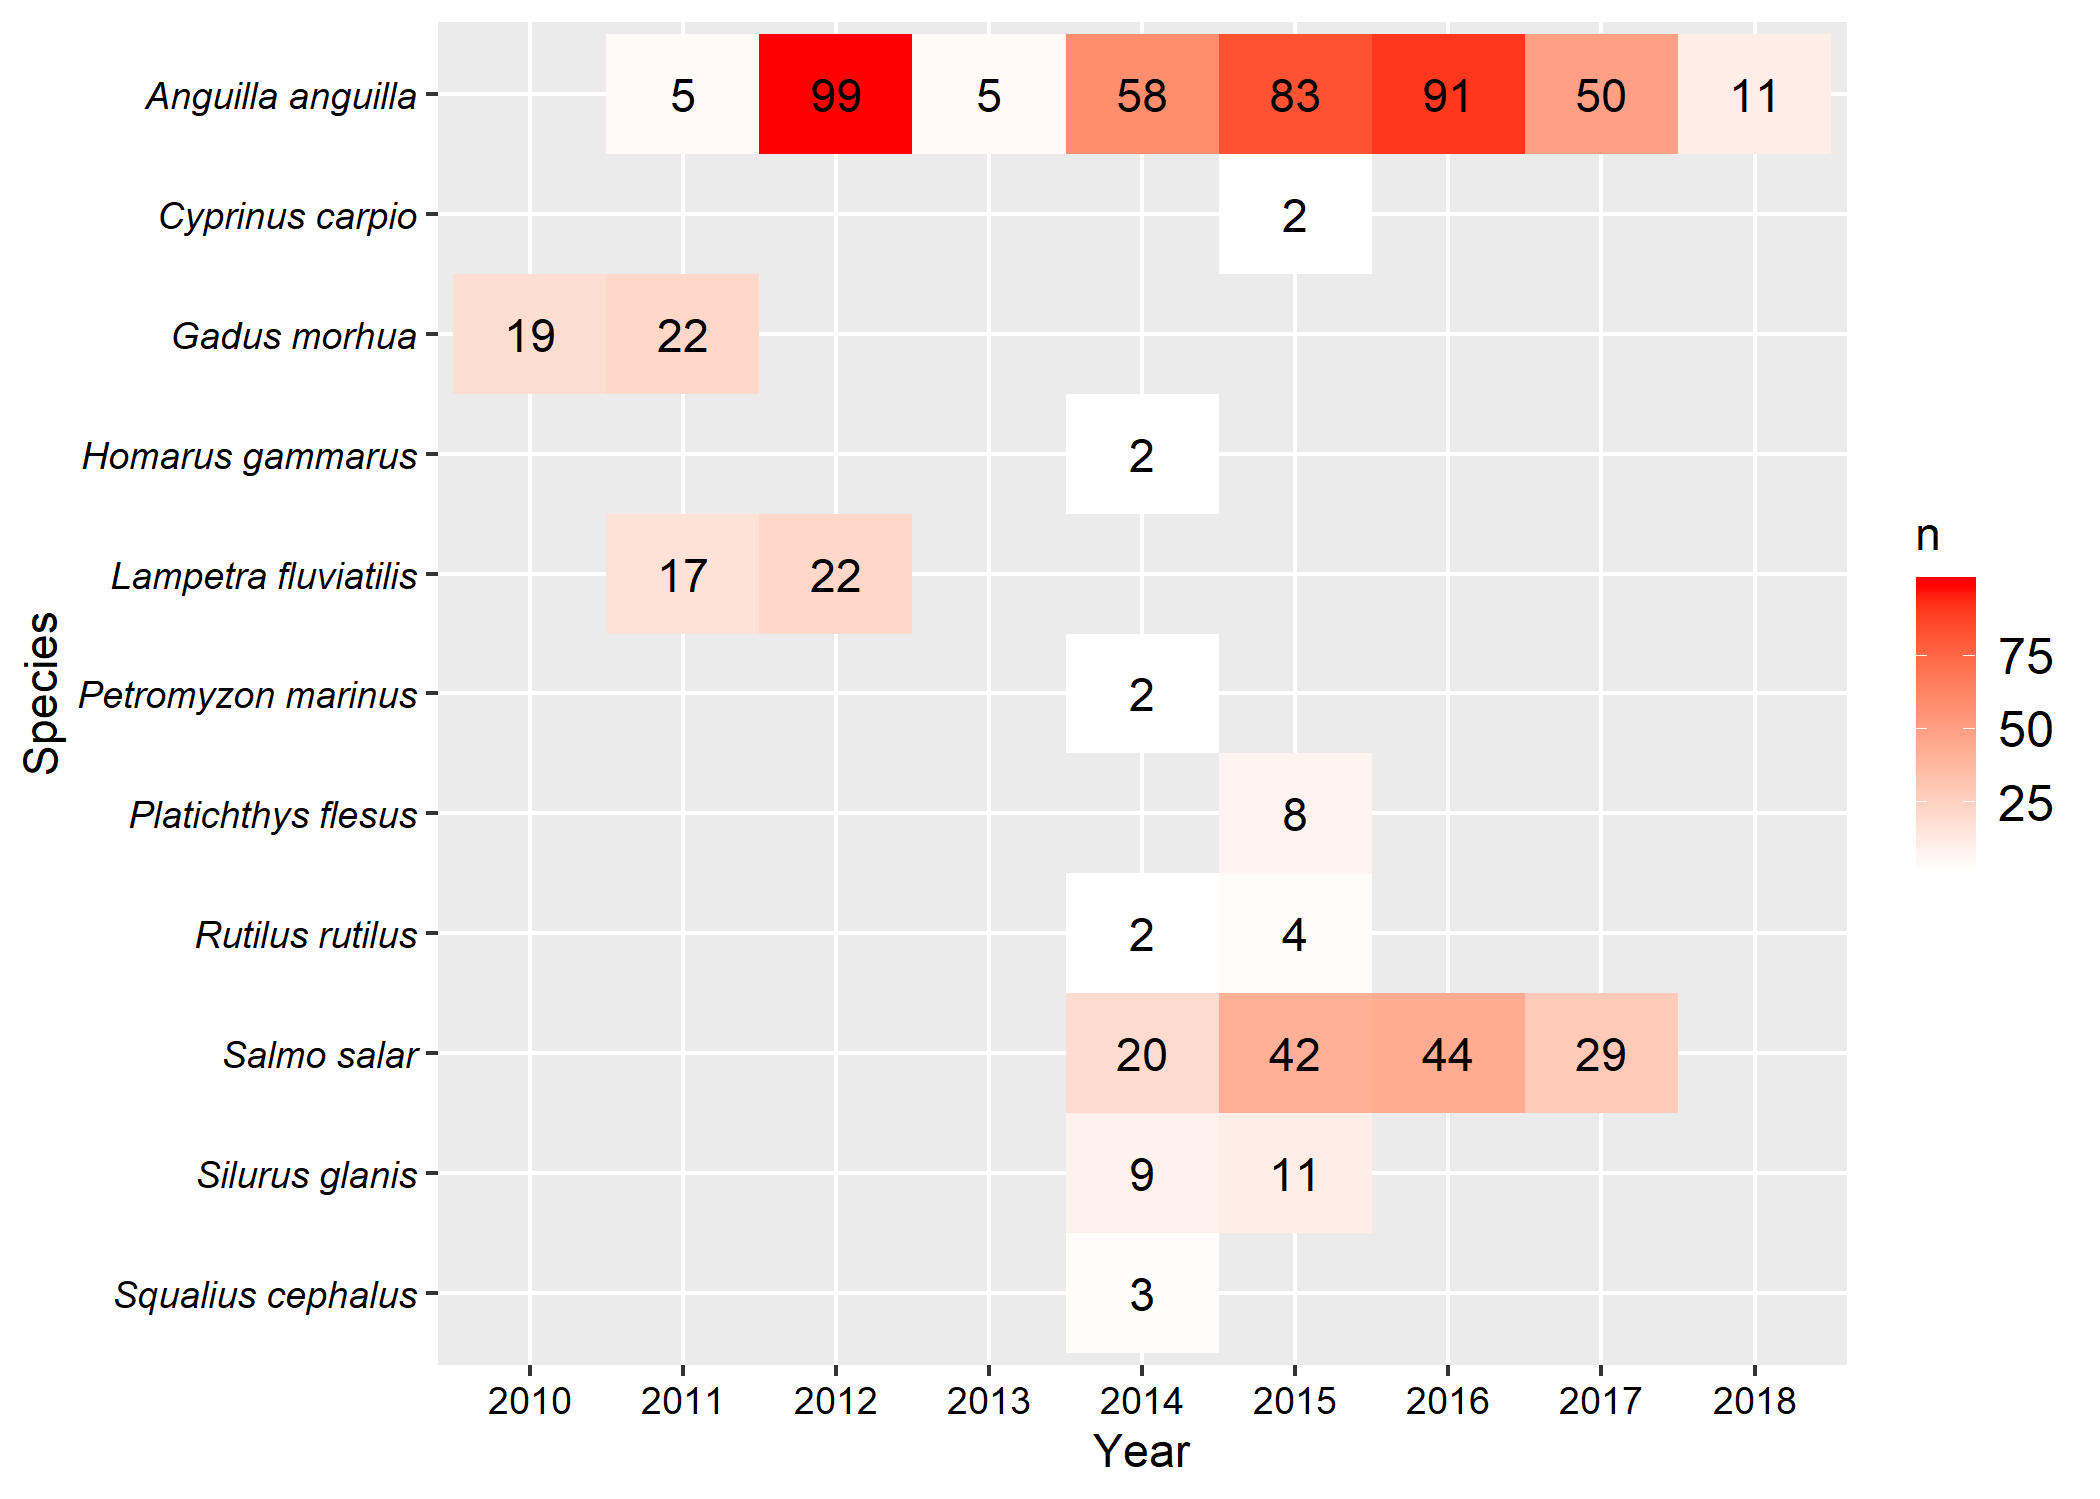 Anguilla anguilla 5 99 5 58 83 91 50 11
Cyprinus carpio 2
Gadus morhua 19 22
Homarus gammarus 2
Lampetra fluviatilis 17 22
Petromyzon marinus 2
Platichthys flesus 8
Rutilus rutilus 2 4
Salmo salar 20 42 44 29
Silurus glanis 9 11
Squalius cephalus 3
Species
2010 2011 2012 2013 2014 2015 2016 2017 2018
Year
n
75
50
25